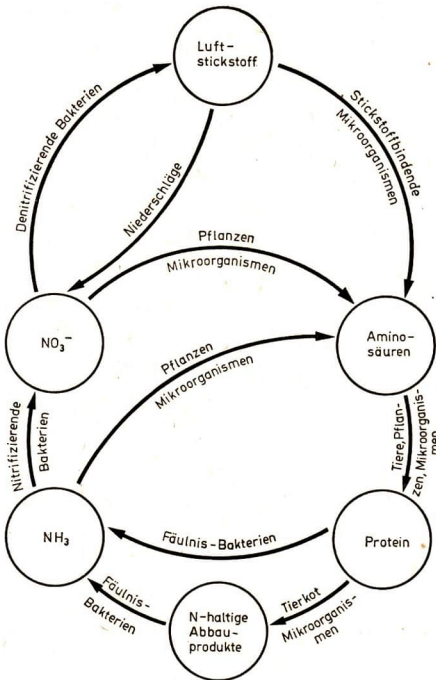 Luft-
stickstoff
Denitrifizierende Bakterien
Niederschläge
Stickstoffbindende
Mikroorganismen
Pflanzen
Mikroorganismen
NO₃⁻
Amino-
säuren
Pflanzen
Mikroorganismen
Nitrifizierende
Bakterien
Tiere, Pflan-
zen, Mikroorganis-
men
NH₃
Fäulnis-Bakterien
Protein
Fäulnis-
Bakterien
N-haltige
Abbau-
produkte
Tierkot
Mikroorganis-
men